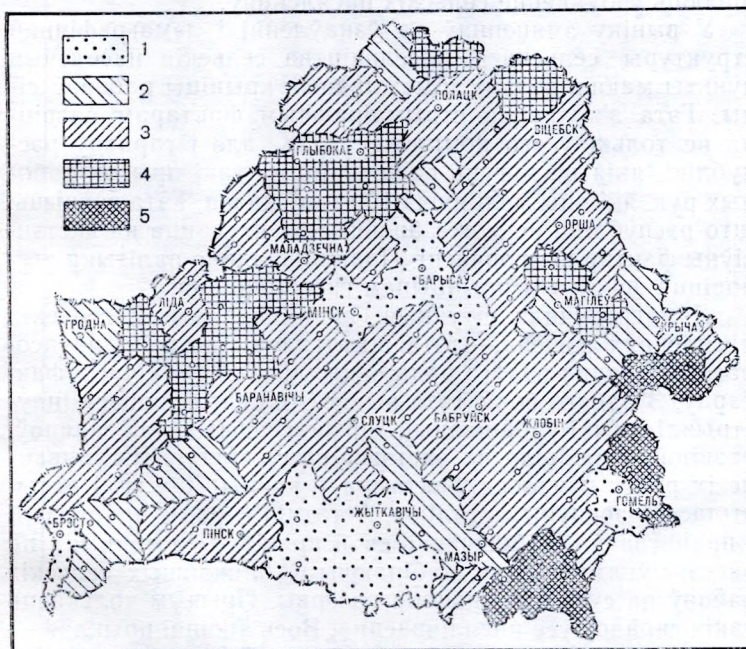 1
ПОЛАЦК
2
ВІЦЕБСК
3
ГЛЫБОКАЕ
4
5
ОРША
МАЛАДЗЕЧНА
БАРЫСАЎ
ЛІДА
МАГІЛЕЎ
ГРОДНА
МІНСК
КРЫЧАЎ
БАРАНАВІЧЫ
СЛУЦК
БАБРУЙСК
ЖЛОБІН
ГОМЕЛЬ
БРЭСТ
ЖЫТКАВІЧЫ
ПІНСК
МАЗЫР